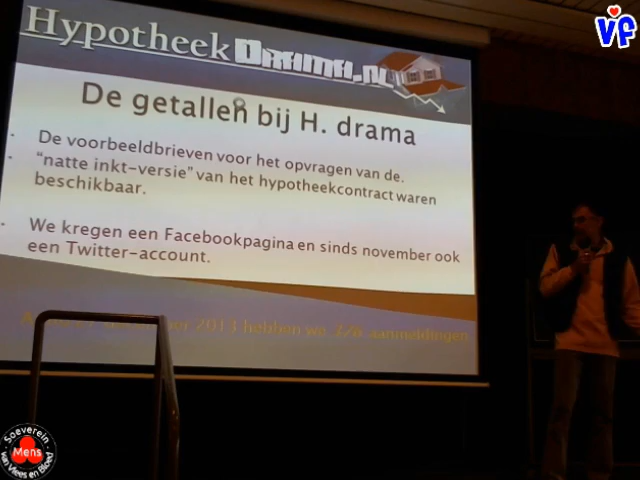 HypotheekDrama.nl
VF
De getallen bij H. drama
De voorbeeldbrieven voor het opvragen van de.
"natte inkt-versie" van het hypotheekcontract waren
beschikbaar.
We kregen een Facebookpagina en sinds november ook
een Twitter-account.
2013 hebben we 326 aanmeldingen
Soeverein
Mens
van Vlees en Bloed